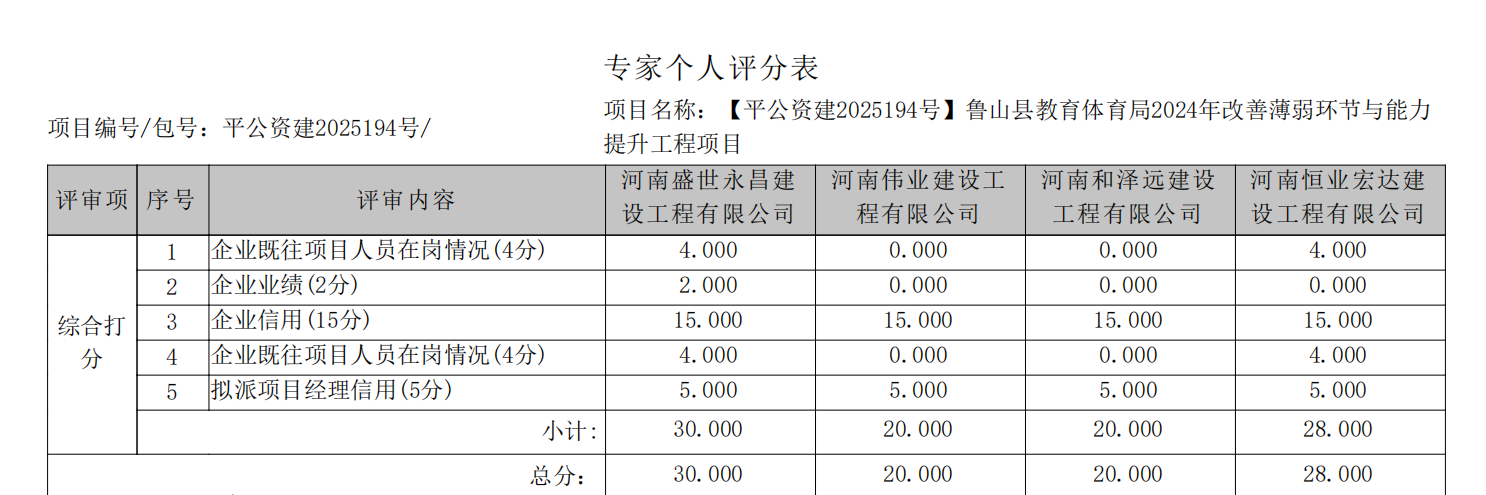 专家个人评分表
项目编号/包号：平公资建2025194号/
项目名称：【平公资建2025194号】鲁山县教育体育局2024年改善薄弱环节与能力
提升工程项目
评审项 序号 评审内容 河南盛世永昌建设工程有限公司 河南伟业建设工程有限公司 河南和泽远建设工程有限公司 河南恒业宏达建设工程有限公司
综合打分
1 企业既往项目人员在岗情况(4分) 4.000 0.000 0.000 4.000
2 企业业绩(2分) 2.000 0.000 0.000 0.000
3 企业信用(15分) 15.000 15.000 15.000 15.000
4 企业既往项目人员在岗情况(4分) 4.000 0.000 0.000 4.000
5 拟派项目经理信用(5分) 5.000 5.000 5.000 5.000
小计: 30.000 20.000 20.000 28.000
总分： 30.000 20.000 20.000 28.000